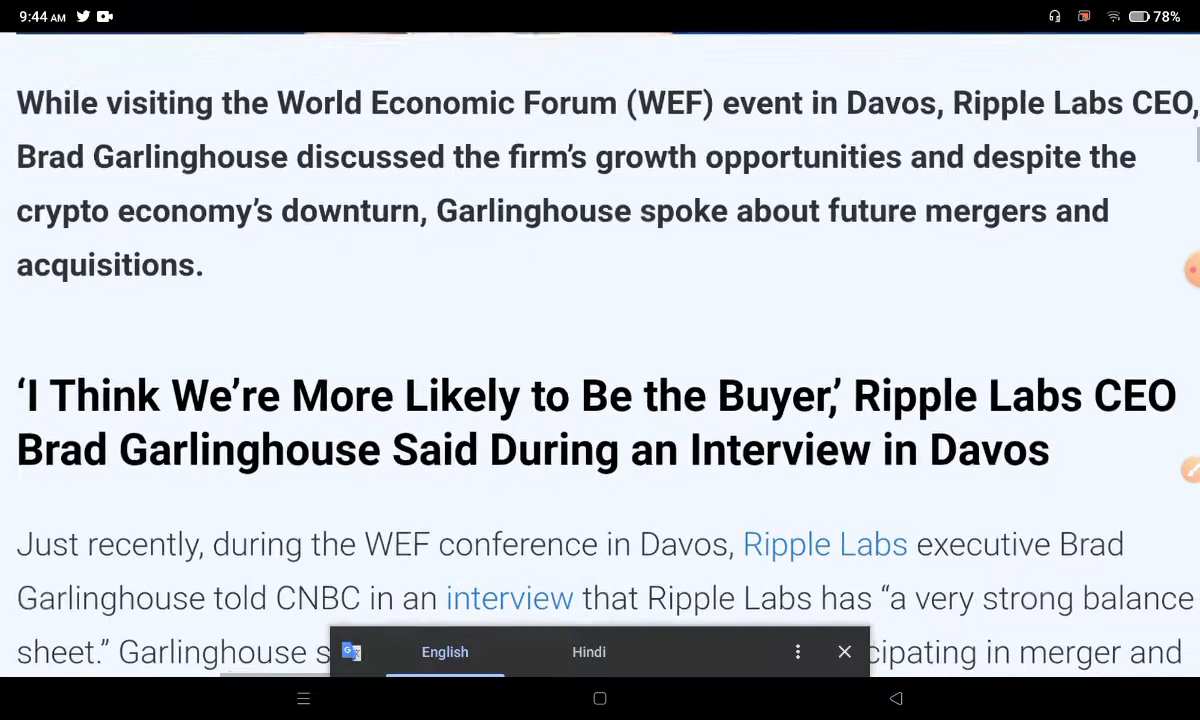 9:44 AM 78%
While visiting the World Economic Forum (WEF) event in Davos, Ripple Labs CEO,
Brad Garlinghouse discussed the firm’s growth opportunities and despite the
crypto economy’s downturn, Garlinghouse spoke about future mergers and
acquisitions.
‘I Think We’re More Likely to Be the Buyer,’ Ripple Labs CEO
Brad Garlinghouse Said During an Interview in Davos
Just recently, during the WEF conference in Davos, Ripple Labs executive Brad
Garlinghouse told CNBC in an interview that Ripple Labs has “a very strong balance
sheet.” Garlinghouse s cipating in merger and
English Hindi